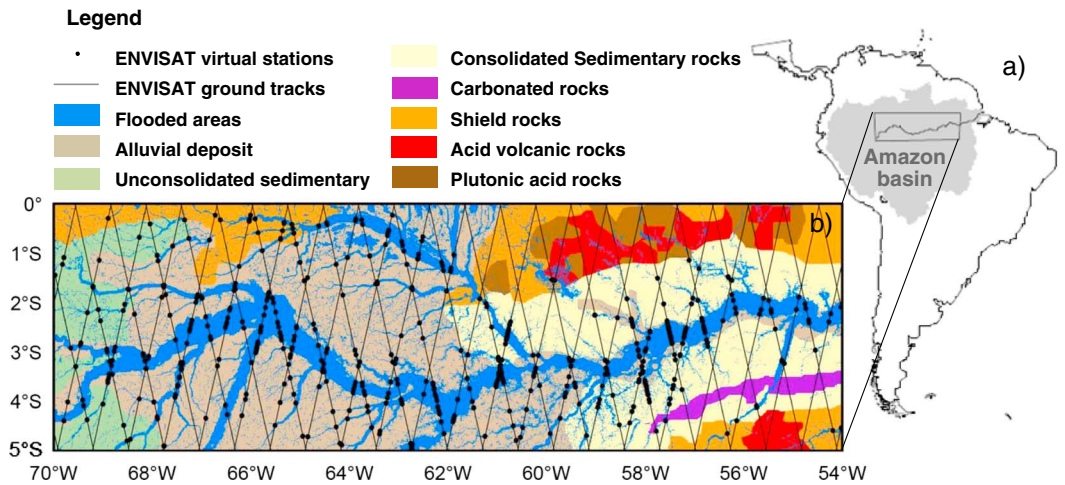 Legend
ENVISAT virtual stations
ENVISAT ground tracks
Flooded areas
Alluvial deposit
Unconsolidated sedimentary
Consolidated Sedimentary rocks
Carbonated rocks
Shield rocks
Acid volcanic rocks
Plutonic acid rocks
a)
Amazon
basin
b)
0°
1°S
2°S
3°S
4°S
5°S
70°W 68°W 66°W 64°W 62°W 60°W 58°W 56°W 54°W